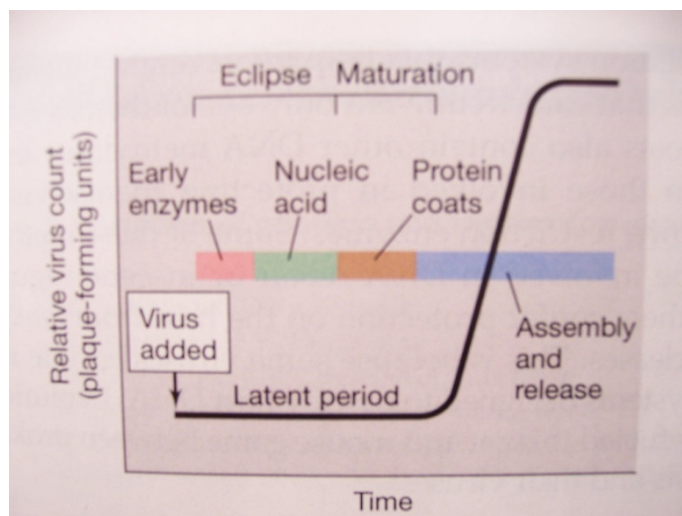 Eclipse Maturation
Early
enzymes
Nucleic
acid
Protein
coats
Relative virus count
(plaque-forming units)
Virus
added
Assembly
and
release
Latent period
Time